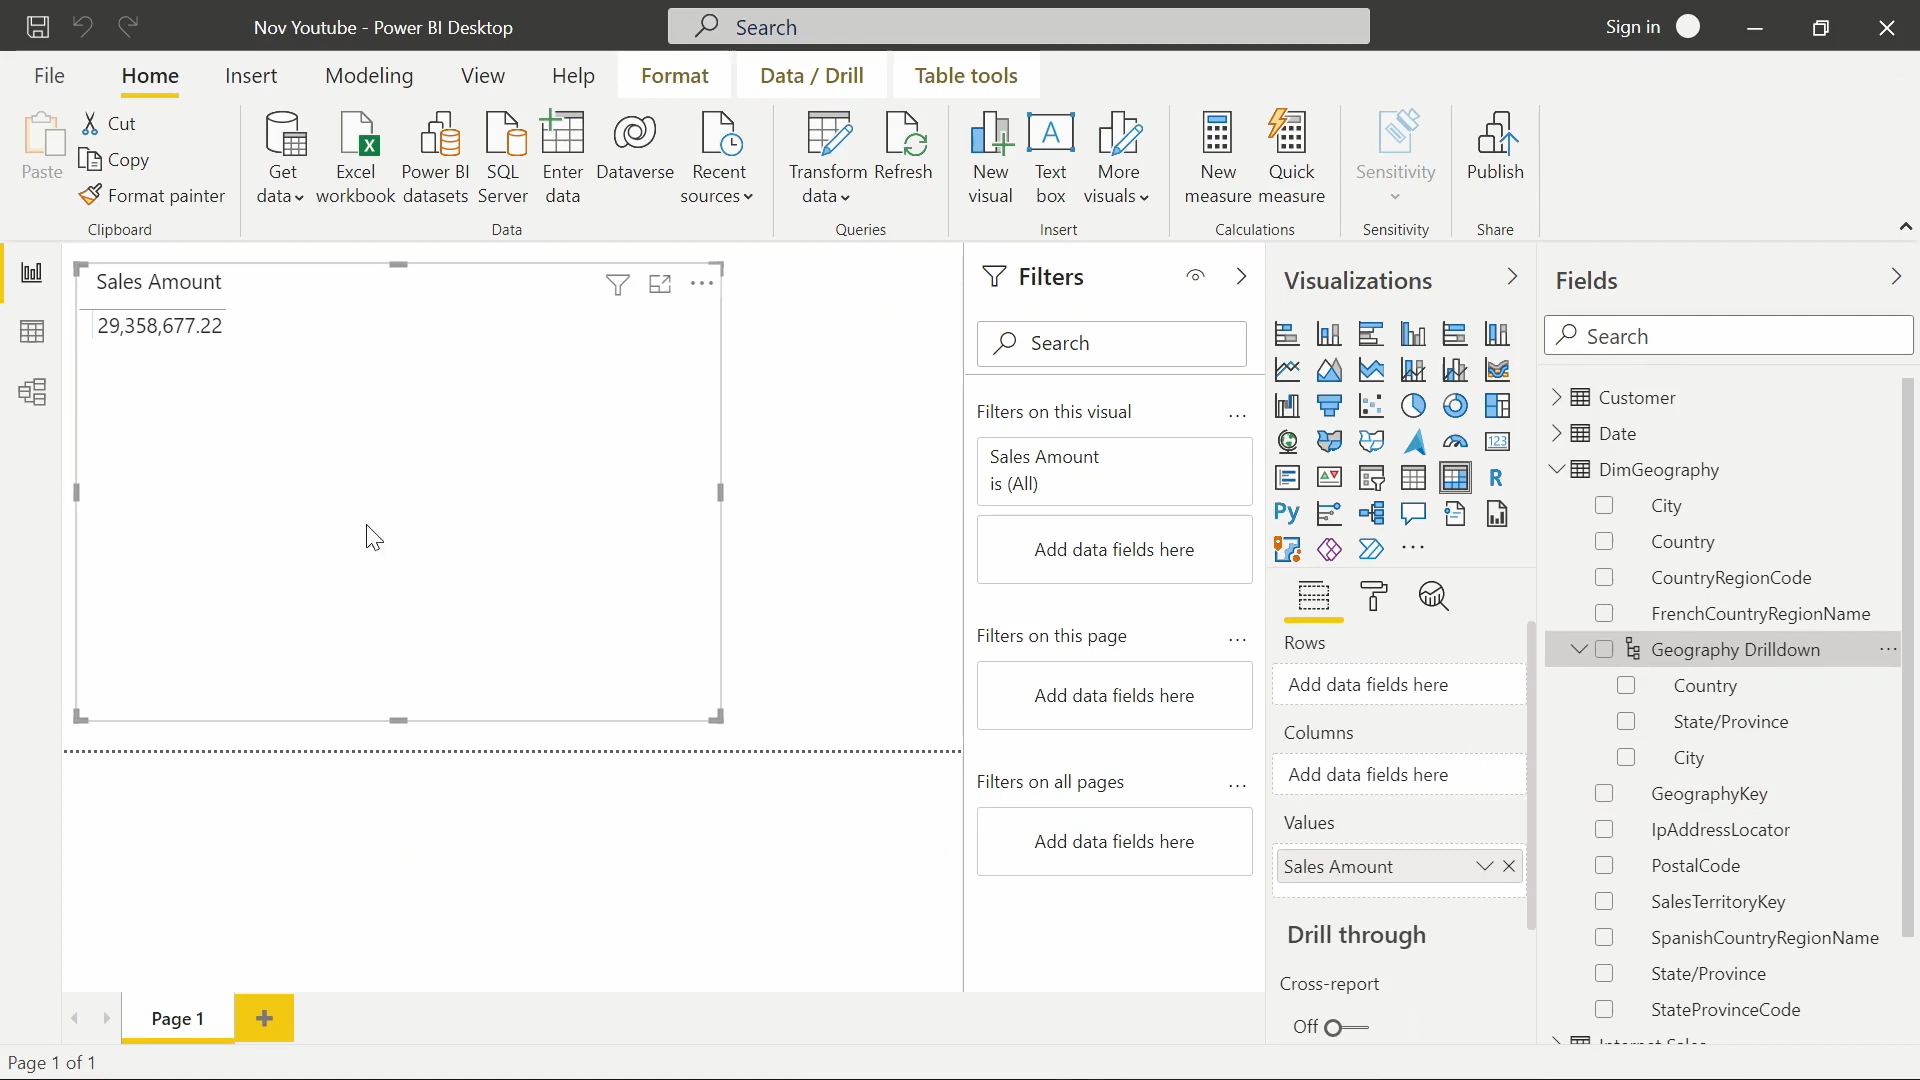 Nov Youtube - Power BI Desktop
Search
Sign in
File
Home
Insert
Modeling
View
Help
Format
Data / Drill
Table tools
Paste
Cut
Copy
Format painter
Clipboard
Get data
Excel workbook
Power BI datasets
SQL Server
Enter data
Dataverse
Recent sources
Data
Transform data
Refresh
Queries
New visual
Text box
More visuals
Insert
New measure
Quick measure
Calculations
Sensitivity
Sensitivity
Publish
Share
Sales Amount
29,358,677.22
Filters
Search
Filters on this visual
Sales Amount
is (All)
Add data fields here
Filters on this page
Add data fields here
Filters on all pages
Add data fields here
Visualizations
123
R
Py
Rows
Add data fields here
Columns
Add data fields here
Values
Sales Amount
Drill through
Cross-report
Off
Fields
Search
Customer
Date
DimGeography
City
Country
CountryRegionCode
FrenchCountryRegionName
Geography Drilldown
Country
State/Province
City
GeographyKey
IpAddressLocator
PostalCode
SalesTerritoryKey
SpanishCountryRegionName
State/Province
StateProvinceCode
Page 1
Page 1 of 1